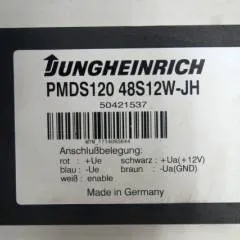 JUNGHEINRICH
PMDS120 48S12W-JH
50421537
Anschlußbelegung:
rot : +Ue schwarz : +Ua(+12V)
blau : -Ue braun : -Ua(GND)
weiß : enable
Made in Germany